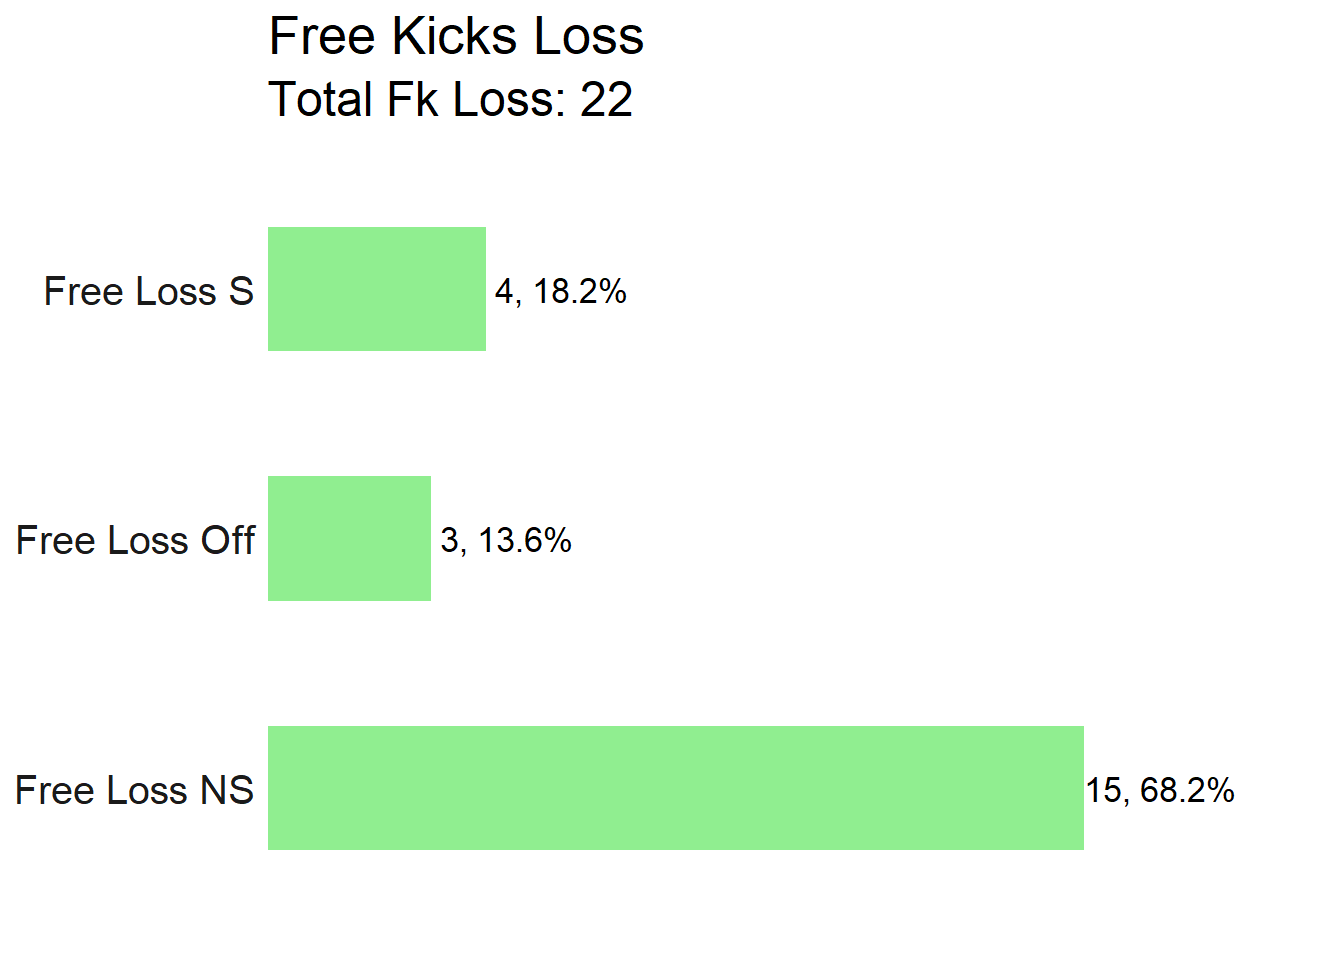 Free Kicks Loss
Total Fk Loss: 22
Free Loss S 4, 18.2%
Free Loss Off 3, 13.6%
Free Loss NS 15, 68.2%